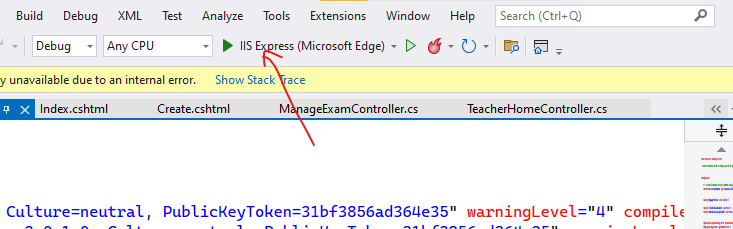 Build Debug XML Test Analyze Tools Extensions Window Help Search (Ctrl+Q)
Debug Any CPU IIS Express (Microsoft Edge)
y unavailable due to an internal error. Show Stack Trace
Index.cshtml Create.cshtml ManageExamController.cs TeacherHomeController.cs
Culture=neutral, PublicKeyToken=31bf3856ad364e35" warningLevel="4" compile